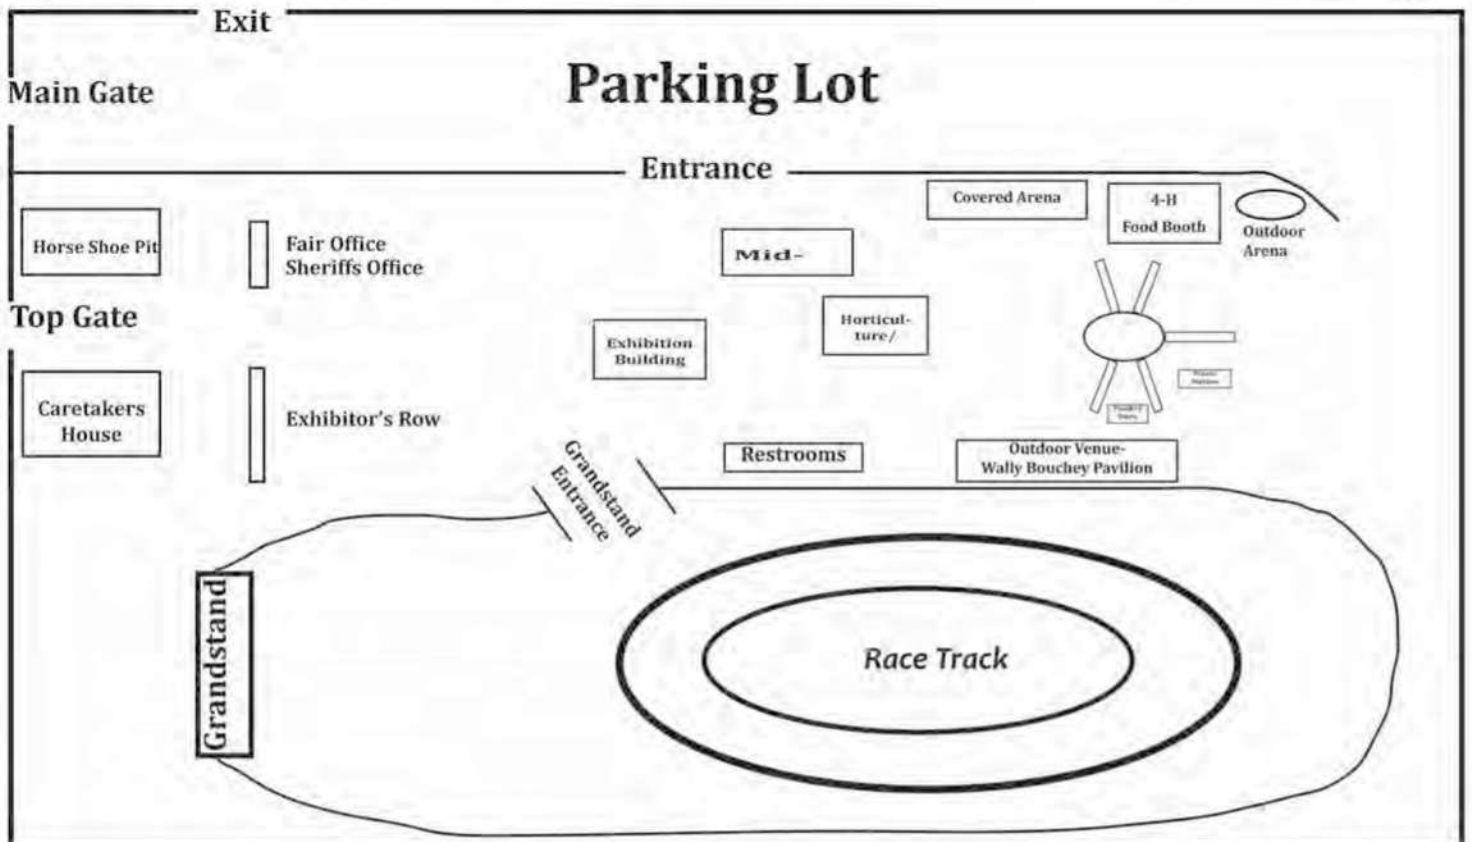 Exit
Main Gate
Parking Lot
Entrance
Horse Shoe Pit
Fair Office
Sheriffs Office
Mid-
Covered Arena
4-H
Food Booth
Outdoor
Arena
Top Gate
Exhibition
Building
Horticul-
ture/
Caretakers
House
Exhibitor's Row
Grandstand
Entrance
Restrooms
Outdoor Venue-
Wally Bouchey Pavilion
Grandstand
Race Track